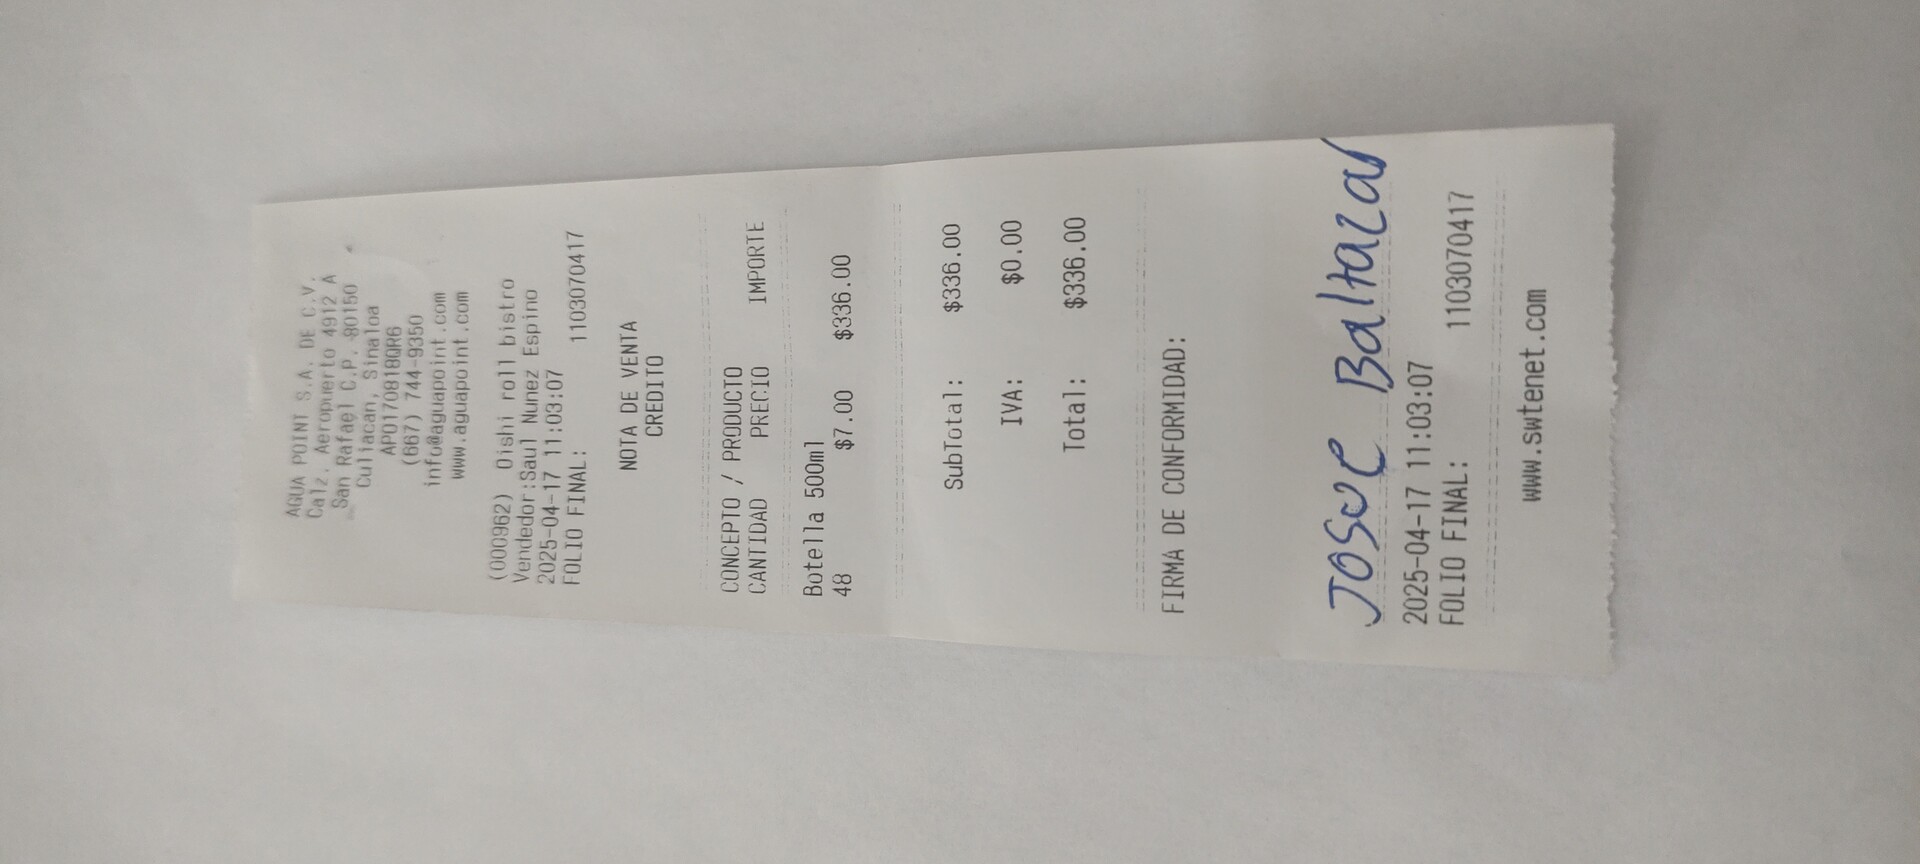 AGUA POINT S.A. DE C.V.
Calz. Aeropuerto 4912 A
San Rafael C.P. 80150
Culiacan, Sinaloa
APO170818QR6
(667) 744-9350
info@aguapoint.com
www.aguapoint.com
(000962) Oishi roll bistro
Vendedor:Saul Nunez Espino
2025-04-17 11:03:07
FOLIO FINAL: 1103070417
NOTA DE VENTA
CREDITO
CONCEPTO / PRODUCTO
CANTIDAD PRECIO IMPORTE
Botella 500ml
48 $7.00 $336.00
SubTotal: $336.00
IVA: $0.00
Total: $336.00
FIRMA DE CONFORMIDAD:
Josue Baltazar
2025-04-17 11:03:07
FOLIO FINAL: 1103070417
www.swtenet.com